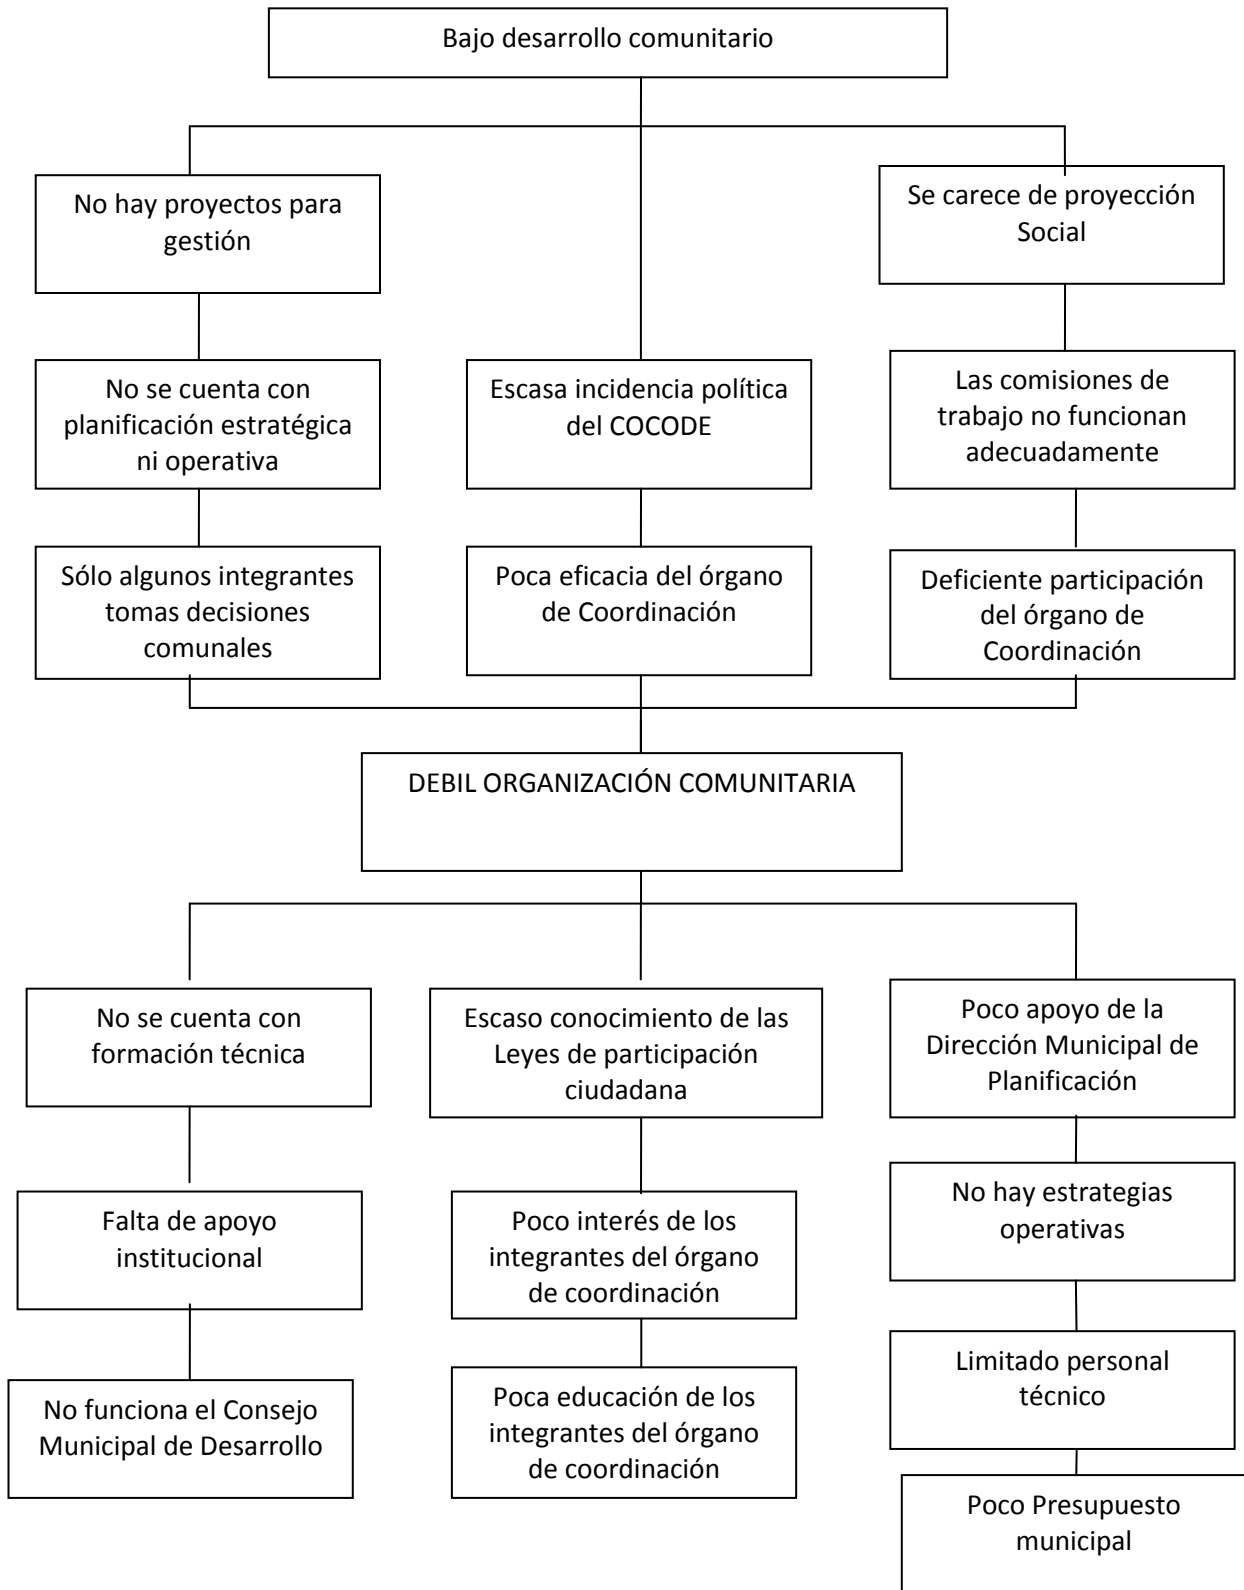 Bajo desarrollo comunitario
No hay proyectos para
gestión
Se carece de proyección
Social
No se cuenta con
planificación estratégica
ni operativa
Escasa incidencia política
del COCODE
Las comisiones de
trabajo no funcionan
adecuadamente
Sólo algunos integrantes
tomas decisiones
comunales
Poca eficacia del órgano
de Coordinación
Deficiente participación
del órgano de
Coordinación
DEBIL ORGANIZACIÓN COMUNITARIA
No se cuenta con
formación técnica
Escaso conocimiento de las
Leyes de participación
ciudadana
Poco apoyo de la
Dirección Municipal de
Planificación
Falta de apoyo
institucional
Poco interés de los
integrantes del órgano
de coordinación
No hay estrategias
operativas
No funciona el Consejo
Municipal de Desarrollo
Poca educación de los
integrantes del órgano
de coordinación
Limitado personal
técnico
Poco Presupuesto
municipal